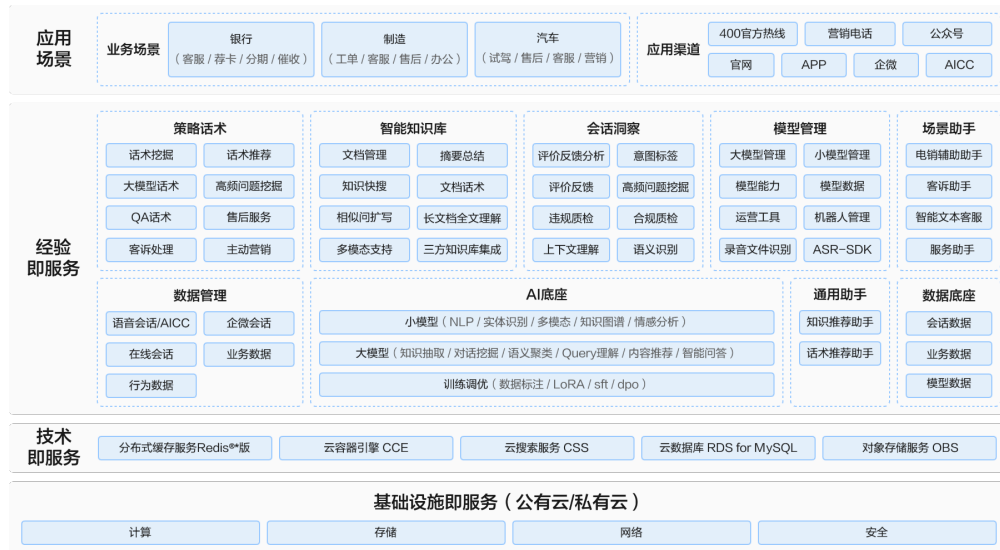 应用
场景
业务场景
银行
（客服 / 荐卡 / 分期 / 催收）
制造
（工单 / 客服 / 售后 / 办公）
汽车
（试驾 / 售后 / 客服 / 营销）
应用渠道
400官方热线
营销电话
公众号
官网
APP
企微
AICC
经验
即服务
策略话术
话术挖掘
话术推荐
大模型话术
高频问题挖掘
QA话术
售后服务
客诉处理
主动营销
智能知识库
文档管理
摘要总结
知识快搜
文档话术
相似问扩写
长文档全文理解
多模态支持
三方知识库集成
会话洞察
评价反馈分析
意图标签
评价反馈
高频问题挖掘
违规质检
合规质检
上下文理解
语义识别
模型管理
大模型管理
小模型管理
模型能力
模型数据
运营工具
机器人管理
录音文件识别
ASR-SDK
场景助手
电销辅助助手
客诉助手
智能文本客服
服务助手
数据管理
语音会话/AICC
企微会话
在线会话
业务数据
行为数据
AI底座
小模型（NLP / 实体识别 / 多模态 / 知识图谱 / 情感分析）
大模型（知识抽取 / 对话挖掘 / 语义聚类 / Query理解 / 内容推荐 / 智能问答）
训练调优（数据标注 / LoRA / sft / dpo）
通用助手
知识推荐助手
话术推荐助手
数据底座
会话数据
业务数据
模型数据
技术
即服务
分布式缓存服务Redis®*版
云容器引擎 CCE
云搜索服务 CSS
云数据库 RDS for MySQL
对象存储服务 OBS
基础设施即服务（公有云/私有云）
计算
存储
网络
安全